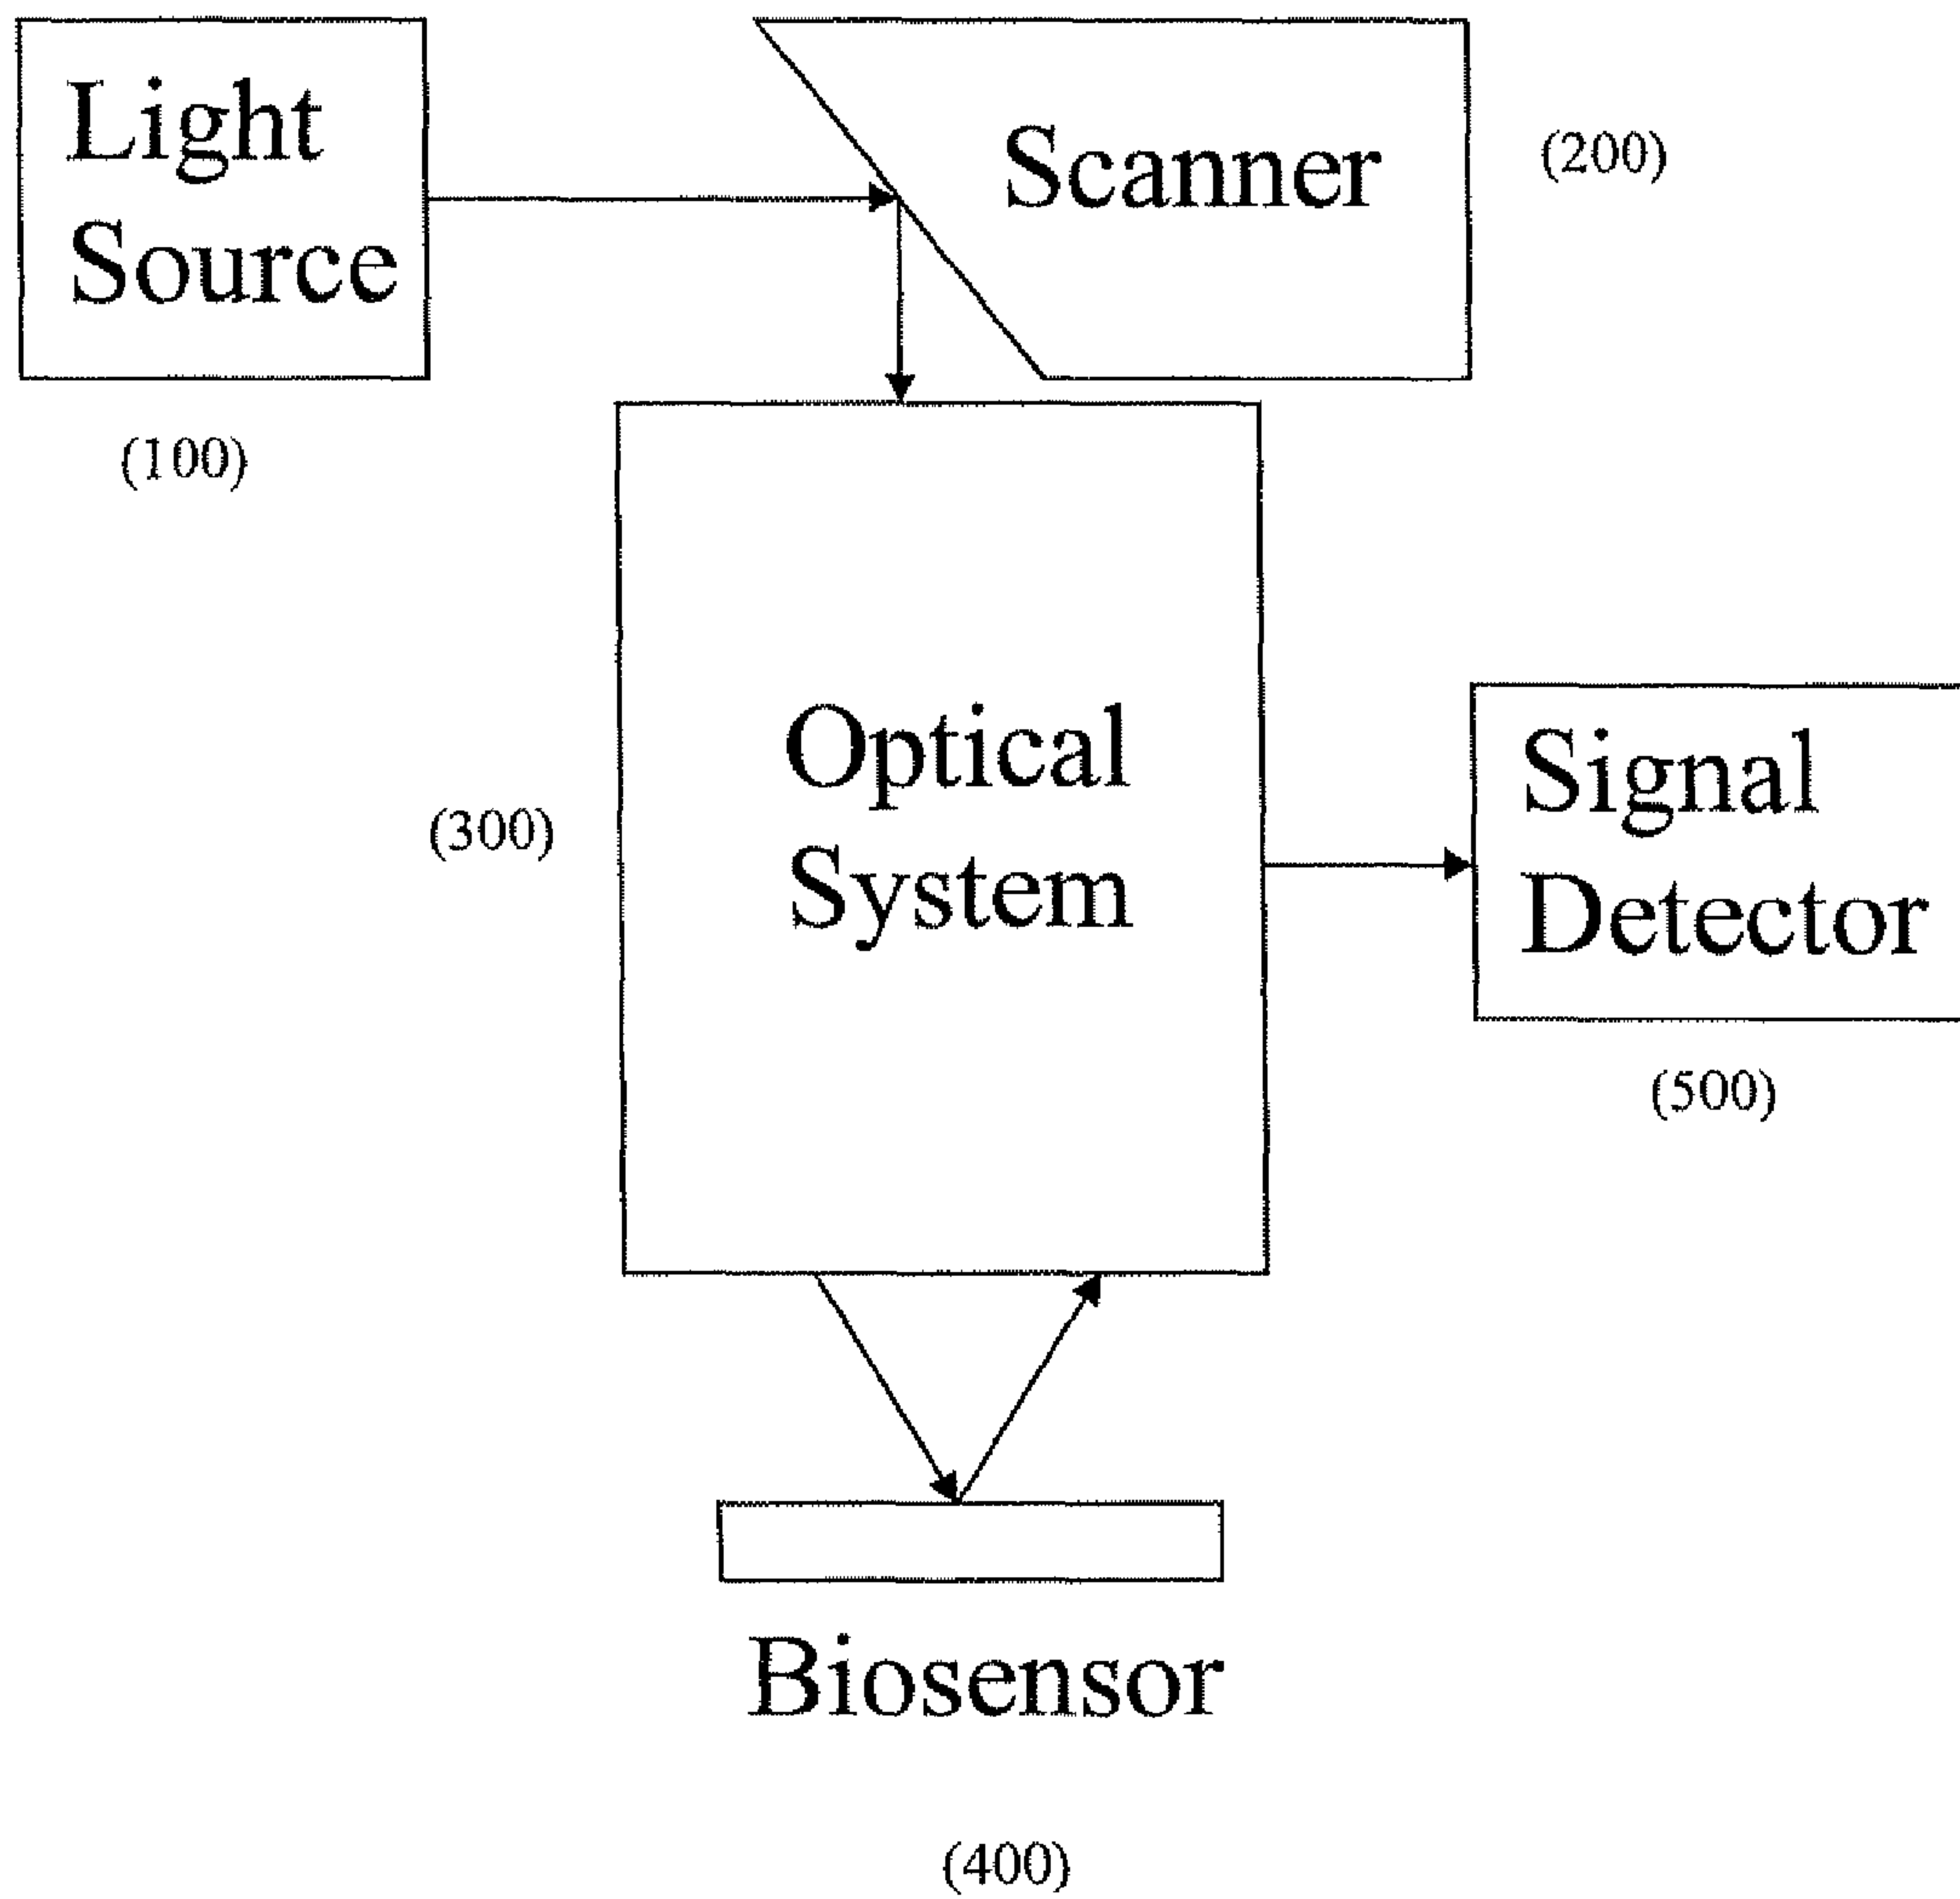 Light
Source
(100)
Scanner
(200)
Optical
System
(300)
Signal
Detector
(500)
Biosensor
(400)